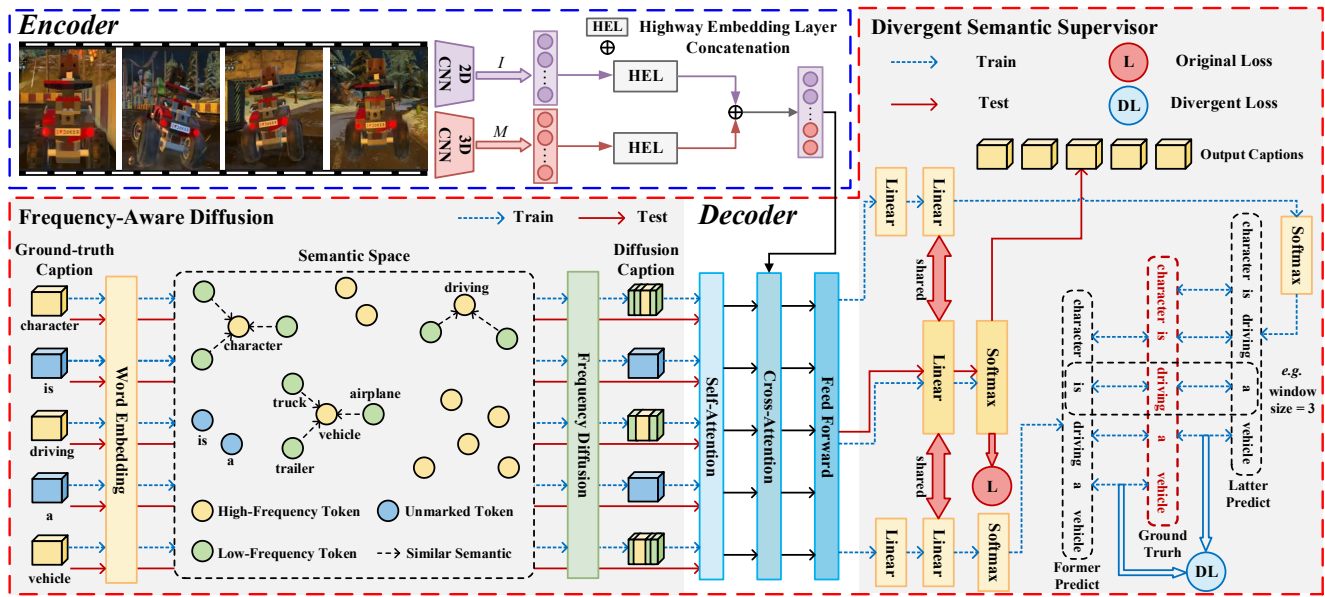 Encoder
2D
CNN
3D
CNN
I
M
HEL
HEL
HEL
Highway Embedding Layer
Concatenation
Divergent Semantic Supervisor
Train
Test
L
Original Loss
DL
Divergent Loss
Output Captions
Frequency-Aware Diffusion
Train
Test
Decoder
Ground-truth
Caption
character
is
driving
a
vehicle
Word Embedding
Semantic Space
character
driving
truck
airplane
vehicle
trailer
is
a
High-Frequency Token
Unmarked Token
Low-Frequency Token
Similar Semantic
Frequency Diffusion
Diffusion
Caption
Self-Attention
Cross-Attention
Feed Forward
Linear
Linear
shared
Linear
Softmax
shared
L
Linear
Linear
Softmax
Softmax
character is driving a vehicle
Former
Predict
character is driving a vehicle
Ground
Truth
character is driving a vehicle
Latter
Predict
e.g.
window
size = 3
DL